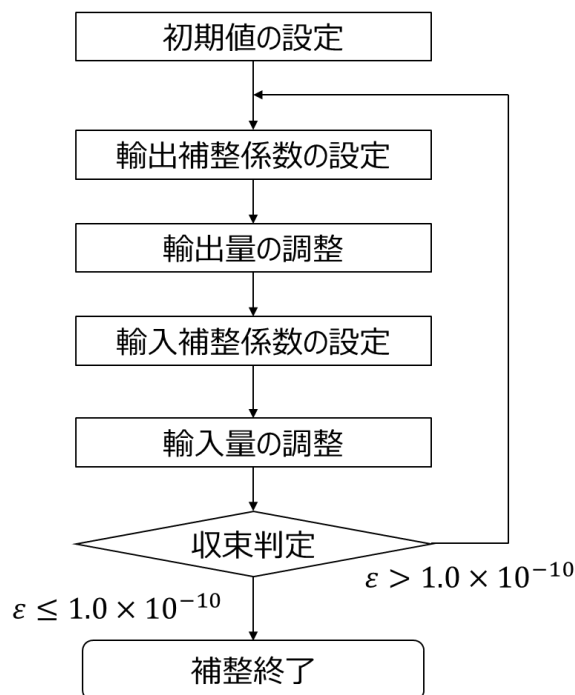 初期値の設定
輸出補整係数の設定
輸出量の調整
輸入補整係数の設定
輸入量の調整
収束判定
ε > 1.0 × 10⁻¹⁰
ε ≤ 1.0 × 10⁻¹⁰
補整終了